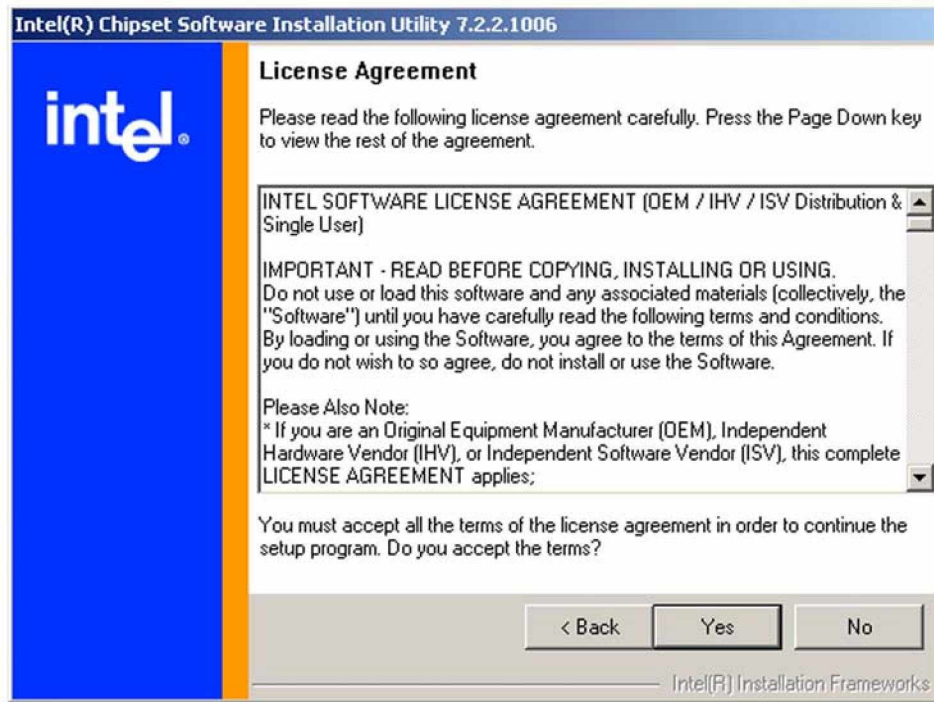 Intel(R) Chipset Software Installation Utility 7.2.2.1006
intel®
License Agreement
Please read the following license agreement carefully. Press the Page Down key
to view the rest of the agreement.
INTEL SOFTWARE LICENSE AGREEMENT (OEM / IHV / ISV Distribution &
Single User)
IMPORTANT - READ BEFORE COPYING, INSTALLING OR USING.
Do not use or load this software and any associated materials (collectively, the
"Software") until you have carefully read the following terms and conditions.
By loading or using the Software, you agree to the terms of this Agreement. If
you do not wish to so agree, do not install or use the Software.
Please Also Note:
* If you are an Original Equipment Manufacturer (OEM), Independent
Hardware Vendor (IHV), or Independent Software Vendor (ISV), this complete
LICENSE AGREEMENT applies;
You must accept all the terms of the license agreement in order to continue the
setup program. Do you accept the terms?
< Back
Yes
No
Intel(R) Installation Frameworks